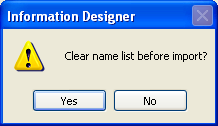 Information Designer
Clear name list before import?
Yes
No